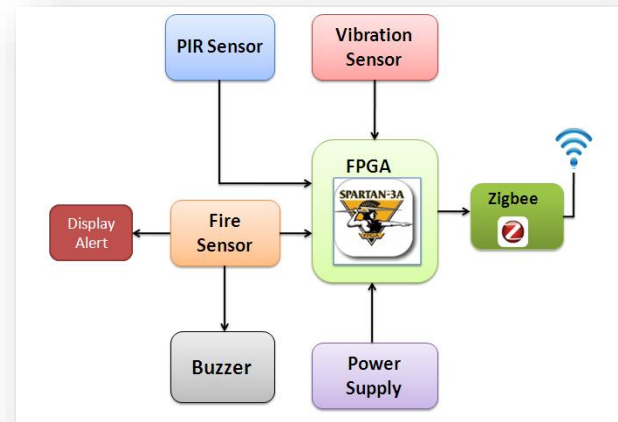 PIR Sensor
Vibration
Sensor
FPGA
SPARTAN-3A
Zigbee
Z
Display
Alert
Fire
Sensor
Buzzer
Power
Supply